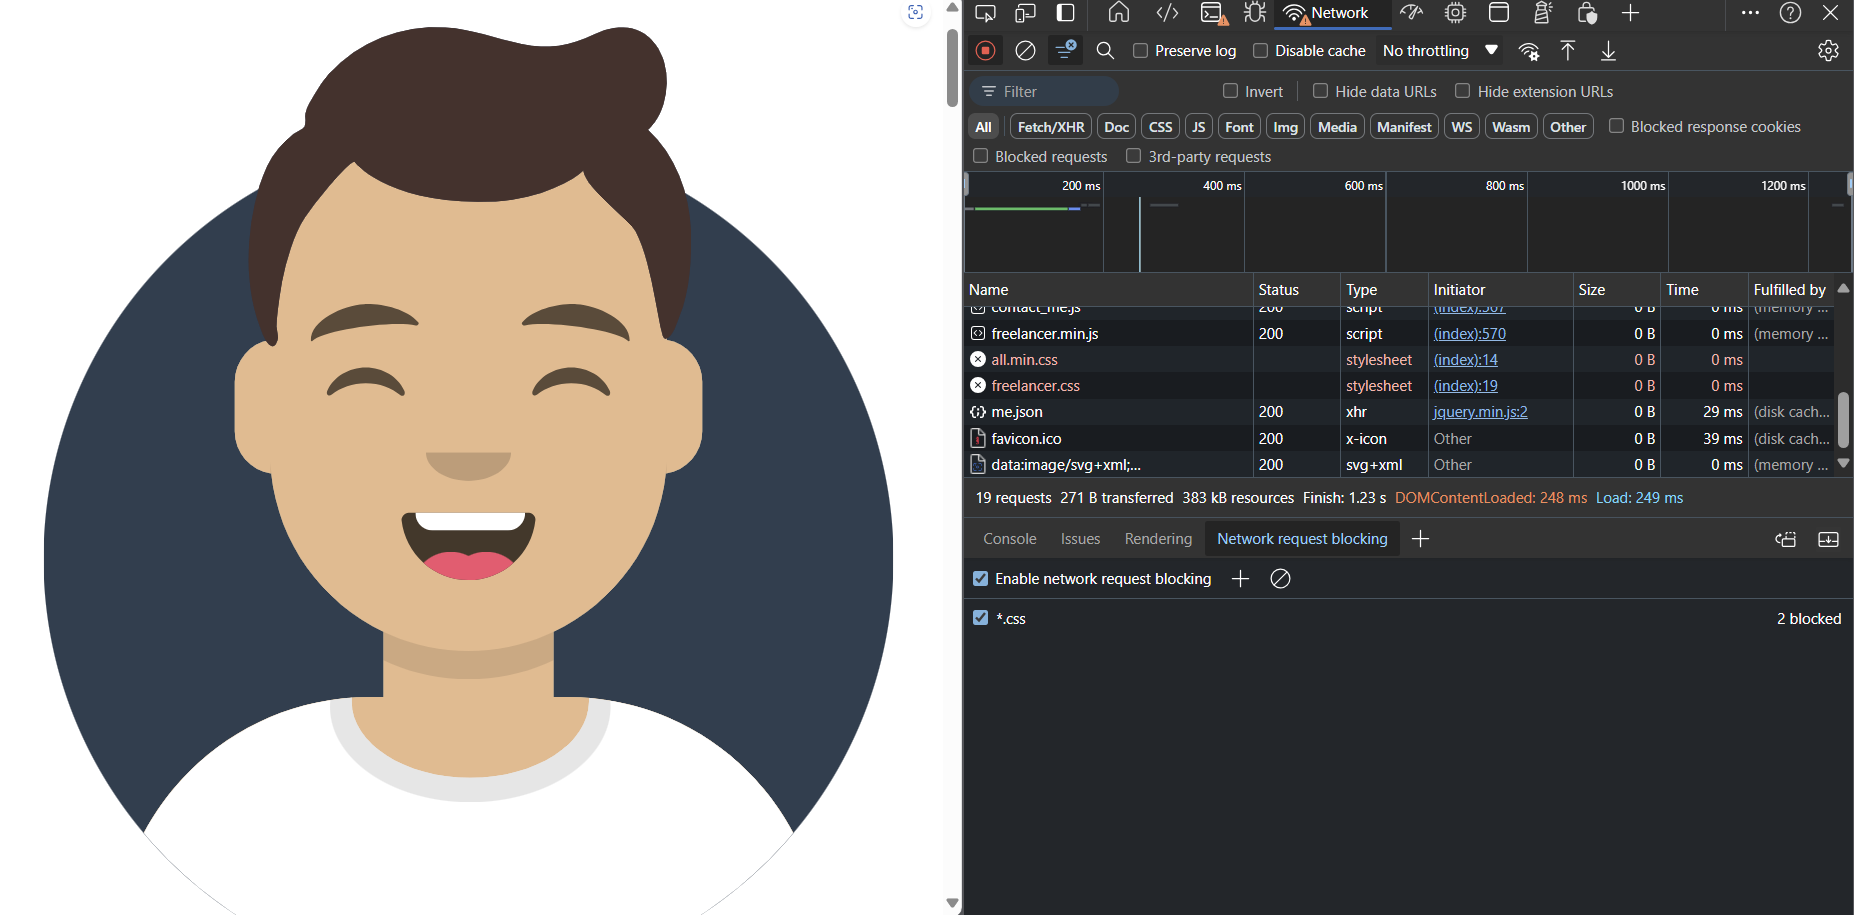 Network
Preserve log Disable cache No throttling
Filter Invert Hide data URLs Hide extension URLs
All Fetch/XHR Doc CSS JS Font Img Media Manifest WS Wasm Other Blocked response cookies
Blocked requests 3rd-party requests
200 ms 400 ms 600 ms 800 ms 1000 ms 1200 ms
Name Status Type Initiator Size Time Fulfilled by
contact_me.js 200 script (index):567 0 B 0 ms (memory ...
freelancer.min.js 200 script (index):570 0 B 0 ms (memory ...
all.min.css stylesheet (index):14 0 B 0 ms
freelancer.css stylesheet (index):19 0 B 0 ms
me.json 200 xhr jquery.min.js:2 0 B 29 ms (disk cach...
favicon.ico 200 x-icon Other 0 B 39 ms (disk cach...
data:image/svg+xml;... 200 svg+xml Other 0 B 0 ms (memory ...
19 requests 271 B transferred 383 kB resources Finish: 1.23 s DOMContentLoaded: 248 ms Load: 249 ms
Console Issues Rendering Network request blocking
Enable network request blocking
*.css 2 blocked